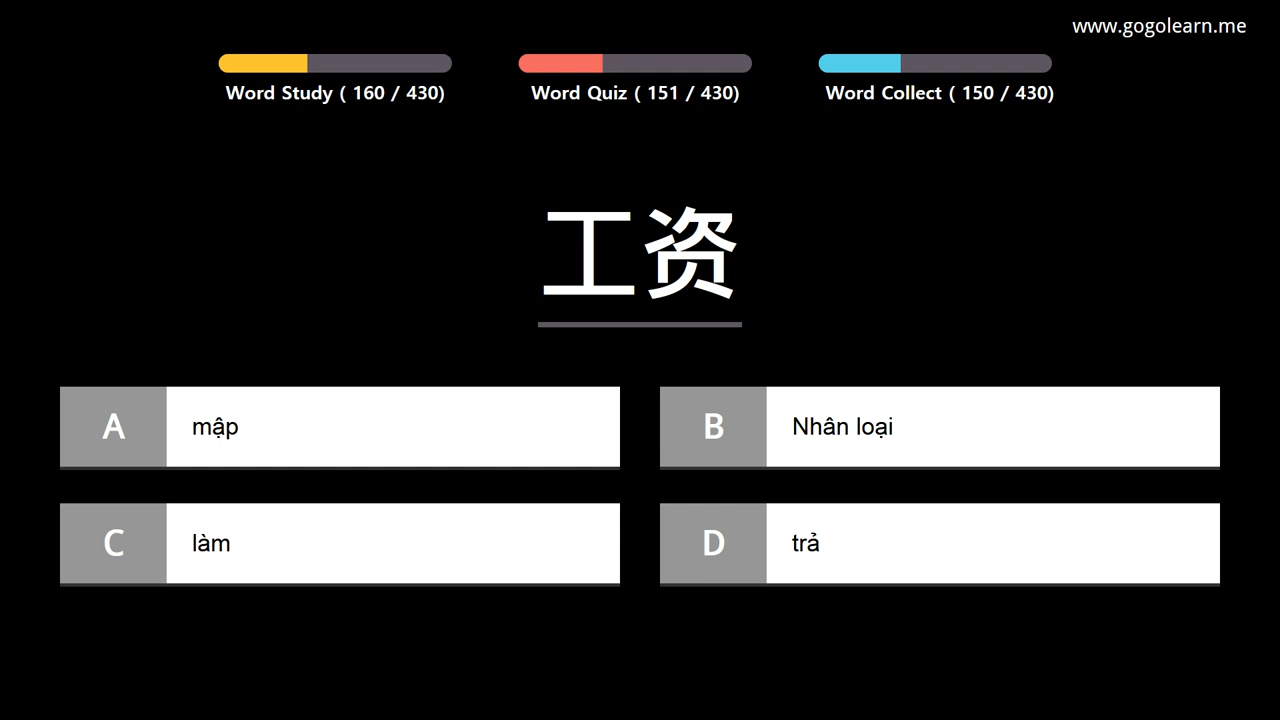 www.gogolearn.me
Word Study ( 160 / 430)
Word Quiz ( 151 / 430)
Word Collect ( 150 / 430)
工资
A mập
B Nhân loại
C làm
D trả